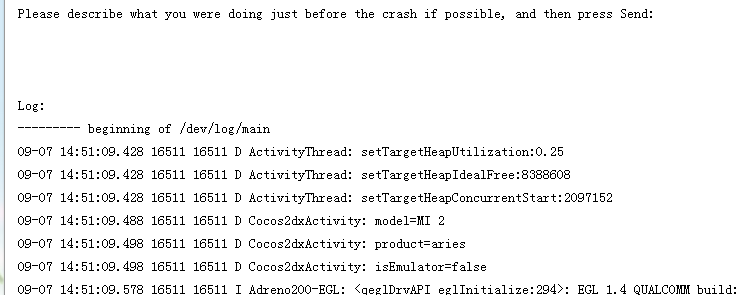 Please describe what you were doing just before the crash if possible, and then press Send:
Log:
--------- beginning of /dev/log/main
09-07 14:51:09.428 16511 16511 D ActivityThread: setTargetHeapUtilization:0.25
09-07 14:51:09.428 16511 16511 D ActivityThread: setTargetHeapIdealFree:8388608
09-07 14:51:09.428 16511 16511 D ActivityThread: setTargetHeapConcurrentStart:2097152
09-07 14:51:09.488 16511 16511 D Cocos2dxActivity: model=MI 2
09-07 14:51:09.498 16511 16511 D Cocos2dxActivity: product=aries
09-07 14:51:09.498 16511 16511 D Cocos2dxActivity: isEmulator=false
09-07 14:51:09.578 16511 16511 I Adreno200-EGL: <qeglDrvAPI_eglInitialize:294>: EGL 1.4 QUALCOMM build: